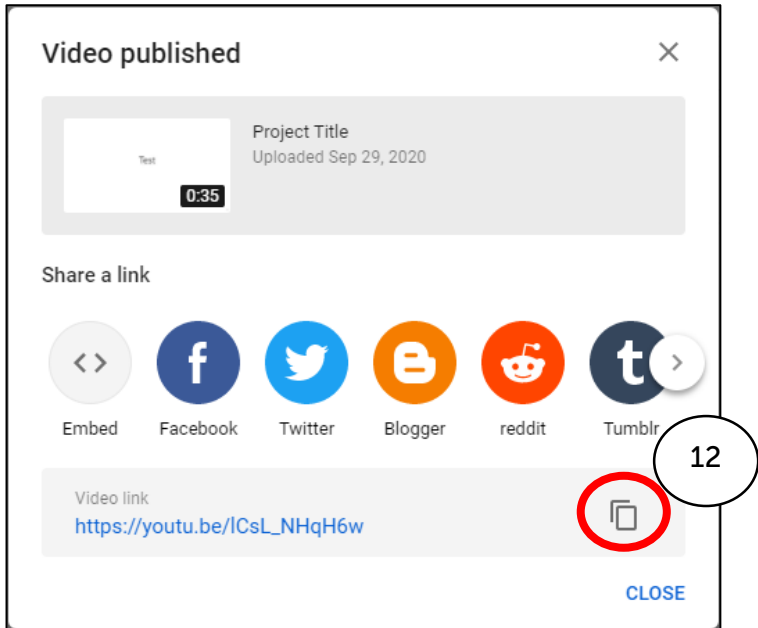 Video published
Test
0:35
Project Title
Uploaded Sep 29, 2020
Share a link
Embed Facebook Twitter Blogger reddit Tumblr
12
Video link
https://youtu.be/lCsL_NHqH6w
CLOSE